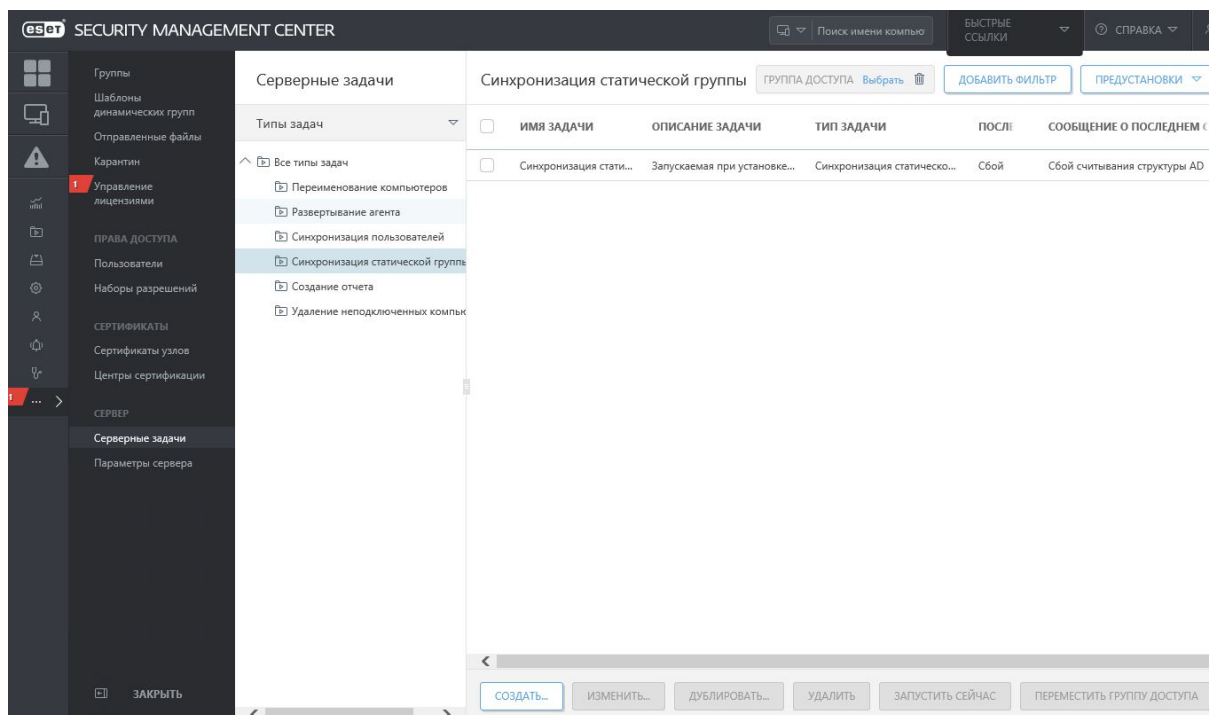 eset SECURITY MANAGEMENT CENTER
Поиск имени компью
БЫСТРЫЕ
ССЫЛКИ
СПРАВКА
Группы
Шаблоны
динамических групп
Отправленные файлы
Карантин
1 Управление
лицензиями
ПРАВА ДОСТУПА
Пользователи
Наборы разрешений
СЕРТИФИКАТЫ
Сертификаты узлов
Центры сертификации
1 ... >
СЕРВЕР
Серверные задачи
Параметры сервера
ЗАКРЫТЬ
Серверные задачи
Типы задач
Все типы задач
Переименование компьютеров
Развертывание агента
Синхронизация пользователей
Синхронизация статической группы
Создание отчета
Удаление неподключенных компью
Синхронизация статической группы
ГРУППА ДОСТУПА Выбрать
ДОБАВИТЬ ФИЛЬТР
ПРЕДУСТАНОВКИ
ИМЯ ЗАДАЧИ ОПИСАНИЕ ЗАДАЧИ ТИП ЗАДАЧИ ПОСЛЕ СООБЩЕНИЕ О ПОСЛЕДНЕМ
Синхронизация стати... Запускаемая при установке... Синхронизация статическо... Сбой Сбой считывания структуры AD
СОЗДАТЬ... ИЗМЕНИТЬ... ДУБЛИРОВАТЬ... УДАЛИТЬ ЗАПУСТИТЬ СЕЙЧАС ПЕРЕМЕСТИТЬ ГРУППУ ДОСТУПА